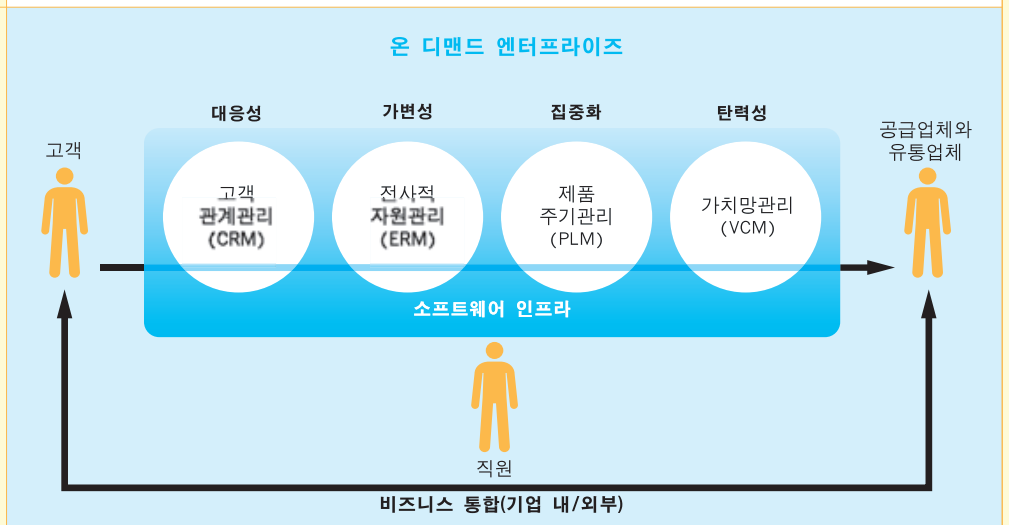 온 디맨드 엔터프라이즈
대응성
가변성
집중화
탄력성
고객
공급업체와
유통업체
고객
관계관리
(CRM)
전사적
자원관리
(ERM)
제품
주기관리
(PLM)
가치망관리
(VCM)
소프트웨어 인프라
직원
비즈니스 통합(기업 내/외부)